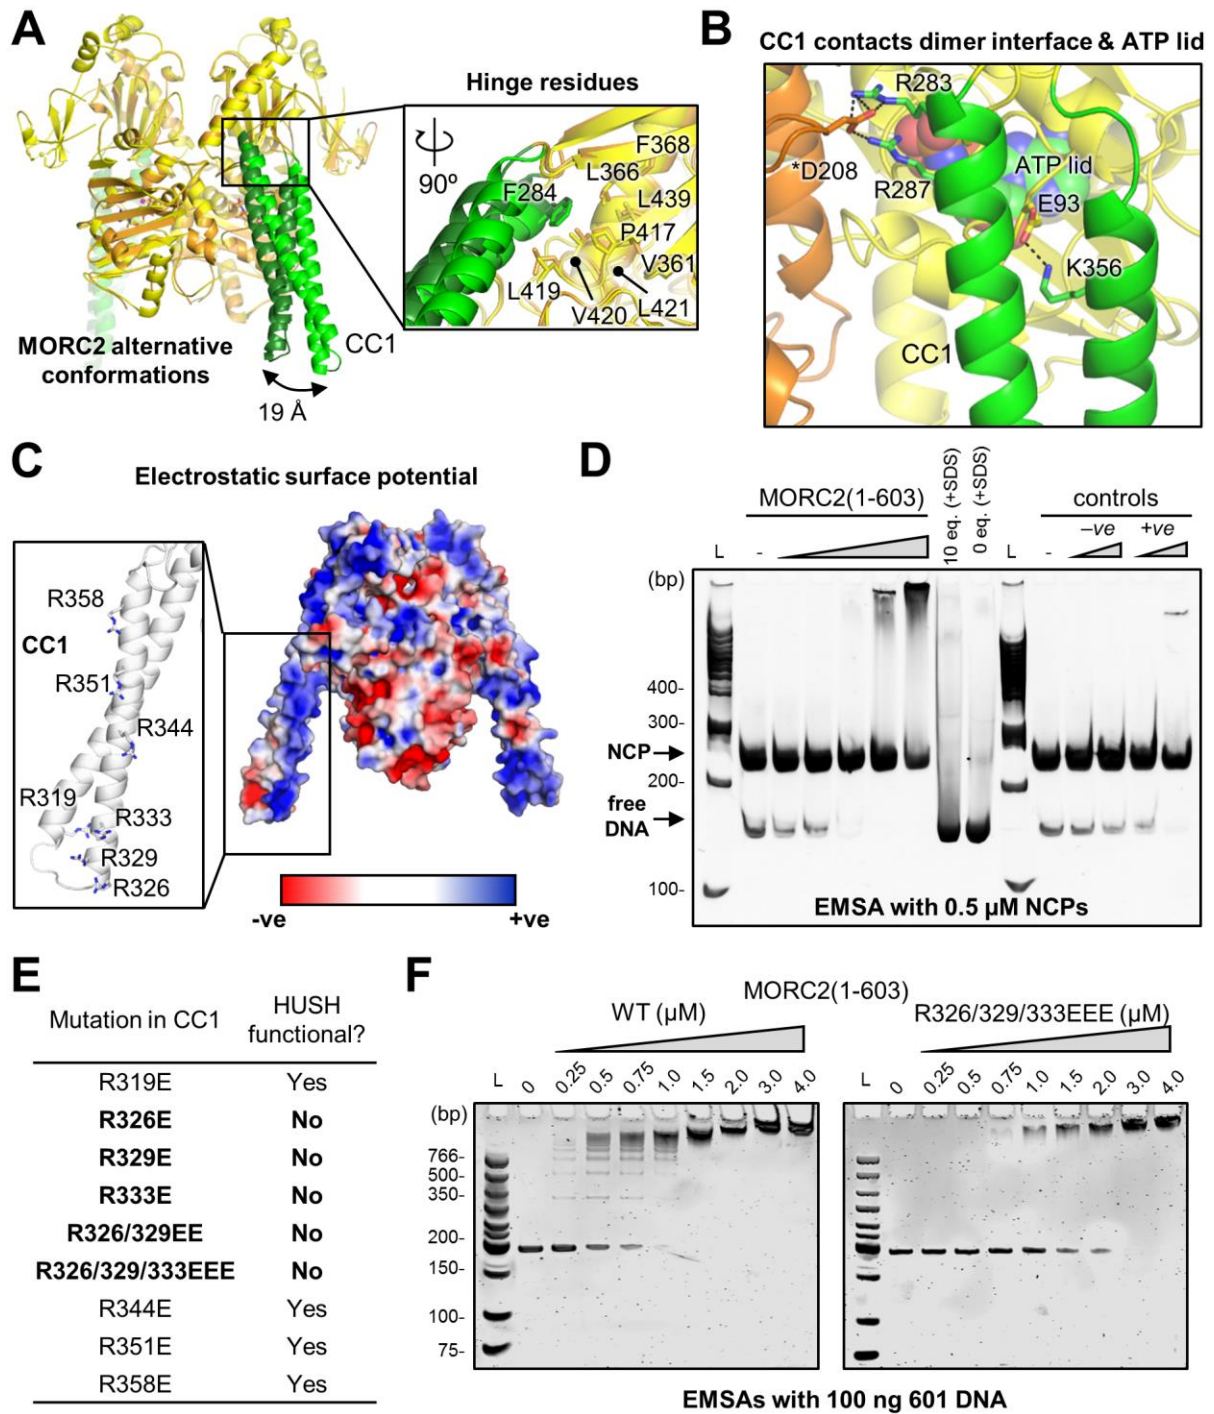 A
Hinge residues
90º
F368
L366
F284
L439
P417
V361
L419
V420
L421
MORC2 alternative
conformations
CC1
19 Å
B
CC1 contacts dimer interface & ATP lid
R283
*D208
ATP lid
R287
E93
K356
CC1
C
Electrostatic surface potential
CC1
R358
R351
R344
R319
R333
R329
R326
-ve
+ve
D
MORC2(1-603)
10 eq. (+SDS)
0 eq. (+SDS)
controls
–ve
+ve
L
-
L
-
(bp)
400-
300-
NCP
200-
free
DNA
100-
EMSA with 0.5 µM NCPs
E
Mutation in CC1 HUSH
functional?
R319E Yes
R326E No
R329E No
R333E No
R326/329EE No
R326/329/333EEE No
R344E Yes
R351E Yes
R358E Yes
F
MORC2(1-603)
WT (µM)
R326/329/333EEE (µM)
L 0 0.25 0.5 0.75 1.0 1.5 2.0 3.0 4.0
L 0 0.25 0.5 0.75 1.0 1.5 2.0 3.0 4.0
(bp)
766-
500-
350-
200-
150-
100-
75-
EMSAs with 100 ng 601 DNA